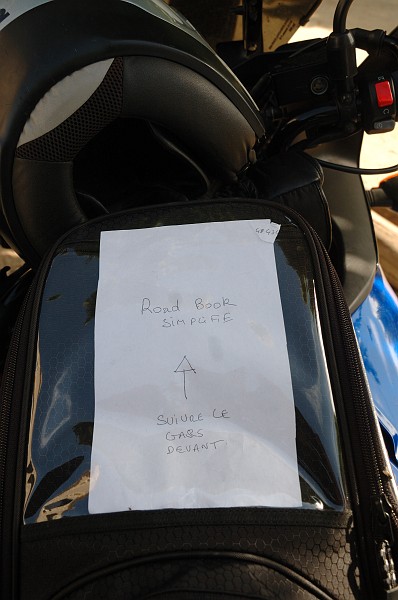 Road Book
SIMPLIFIE
SUIVRE LE
GARS
DEVANT